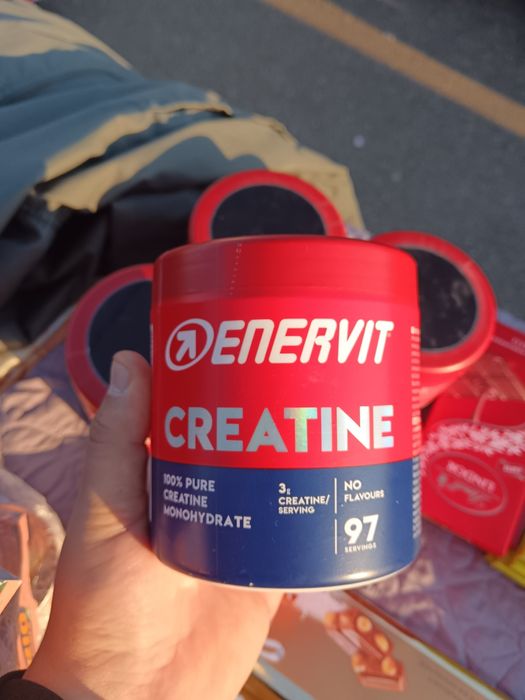 ENERVIT
CREATINE
100% PURE
CREATINE
MONOHYDRATE
3g
CREATINE/
SERVING
NO
FLAVOURS
97
SERVINGS